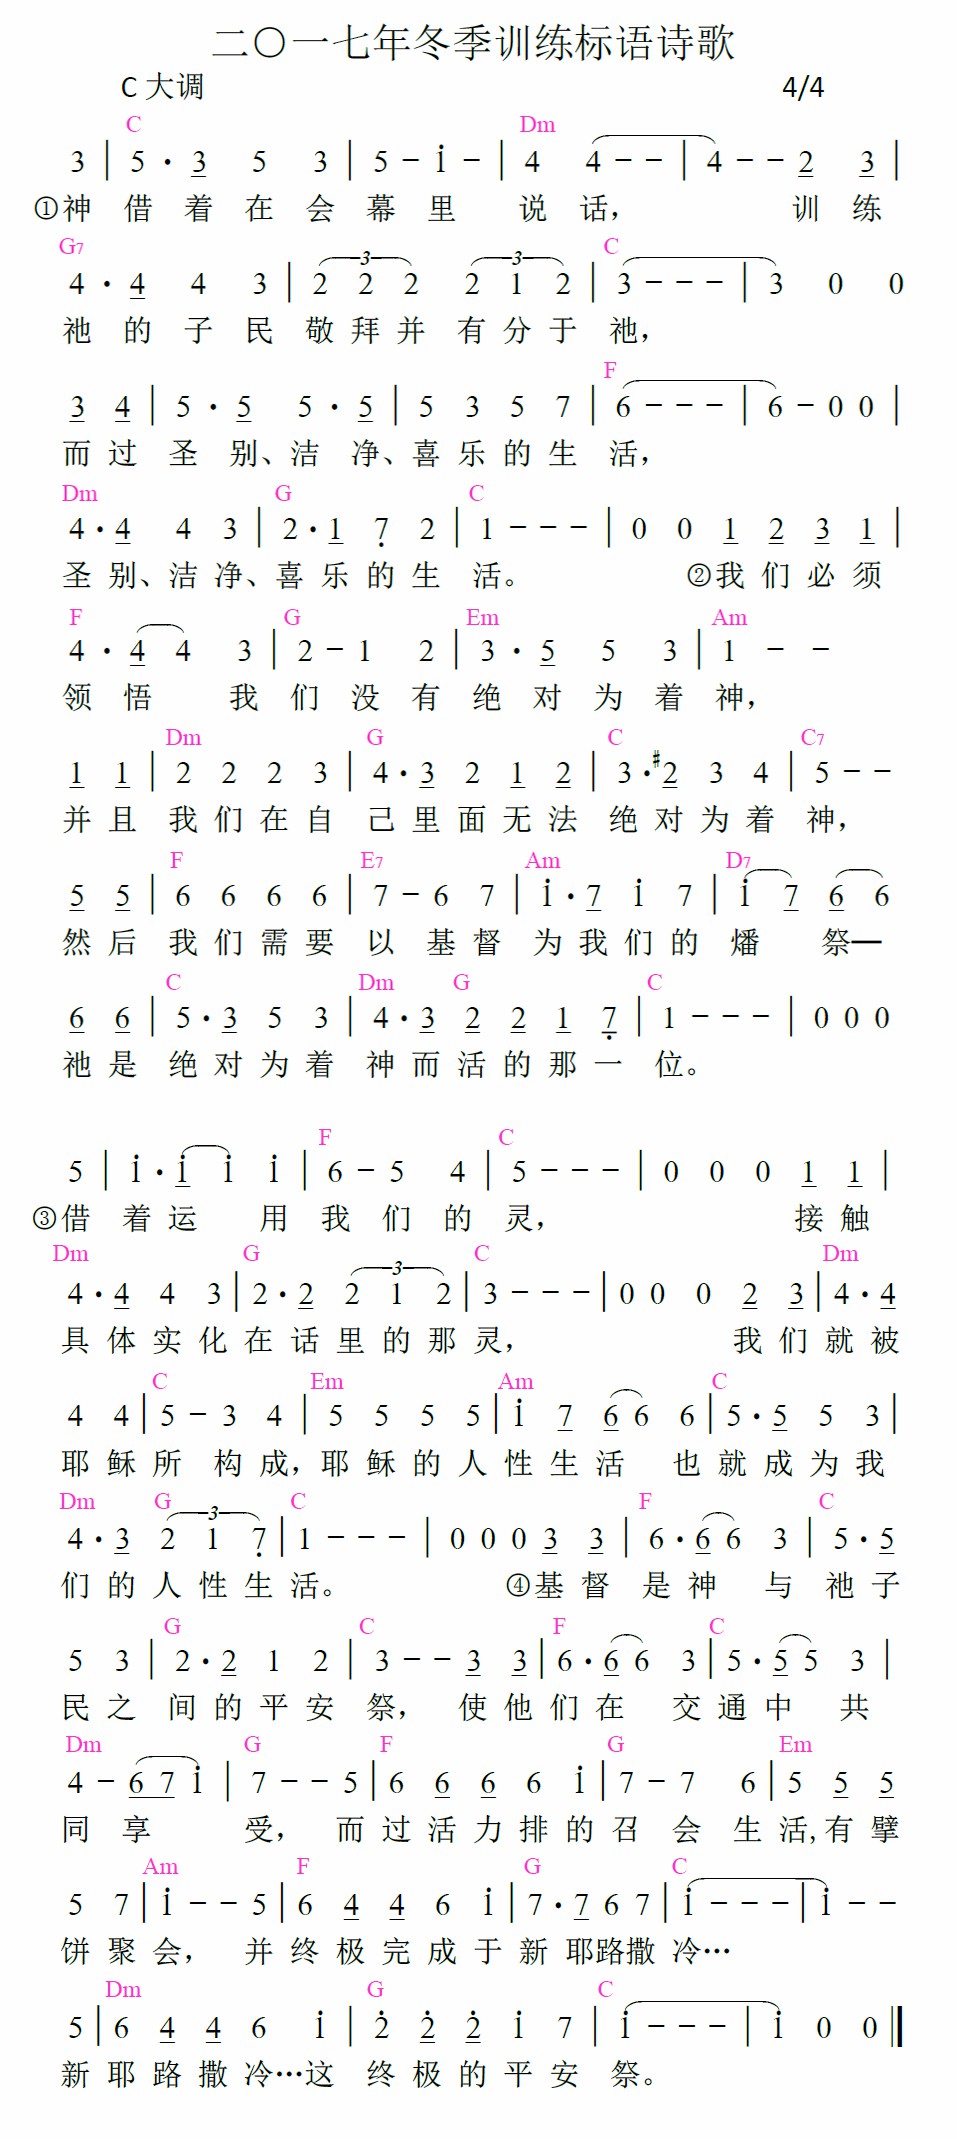 二〇一七年冬季训练标语诗歌
C 大调 4/4
C Dm
3 | 5 · 3 5 3 | 5 － i － | 4 4 － － | 4 － － 2 3 |
①神 借 着 在 会 幕 里 说 话， 训 练
G7 3 3 C
4 · 4 4 3 | 2 2 2 2 1 2 | 3 － － － | 3 0 0
祂 的 子 民 敬 拜 并 有 分 于 祂，
F
3 4 | 5 · 5 5 · 5 | 5 3 5 7 | 6 － － － | 6 － 0 0 |
而 过 圣 别、洁 净、喜 乐 的 生 活，
Dm G C
4 · 4 4 3 | 2 · 1 7 2 | 1 － － － | 0 0 1 2 3 1 |
圣 别、洁 净、喜 乐 的 生 活。 ②我 们 必 须
F G Em Am
4 · 4 4 3 | 2 － 1 2 | 3 · 5 5 3 | 1 － －
领 悟 我 们 没 有 绝 对 为 着 神，
Dm G C C7
1 1 | 2 2 2 3 | 4 · 3 2 1 2 | 3 · #2 3 4 | 5 － －
并 且 我 们 在 自 己 里 面 无 法 绝 对 为 着 神，
F E7 Am D7
5 5 | 6 6 6 6 | 7 － 6 7 | i · 7 i 7 | i 7 6 6
然 后 我 们 需 要 以 基 督 为 我 们 的 燔 祭—
C Dm G C
6 6 | 5 · 3 5 3 | 4 · 3 2 2 1 7 | 1 － － － | 0 0 0
祂 是 绝 对 为 着 神 而 活 的 那 一 位。
F C
5 | i · i i i | 6 － 5 4 | 5 － － － | 0 0 0 1 1 |
③借 着 运 用 我 们 的 灵， 接 触
Dm G 3 C Dm
4 · 4 4 3 | 2 · 2 2 1 2 | 3 － － － | 0 0 0 2 3 | 4 · 4
具 体 实 化 在 话 里 的 那 灵， 我 们 就 被
C Em Am C
4 4 | 5 － 3 4 | 5 5 5 5 | i 7 6 6 6 | 5 · 5 5 3 |
耶 稣 所 构 成，耶 稣 的 人 性 生 活 也 就 成 为 我
Dm G 3 C F C
4 · 3 2 1 7 | 1 － － － | 0 0 0 3 3 | 6 · 6 6 3 | 5 · 5
们 的 人 性 生 活。 ④基 督 是 神 与 祂 子
G C F C
5 3 | 2 · 2 1 2 | 3 － － 3 3 | 6 · 6 6 3 | 5 · 5 5 3 |
民 之 间 的 平 安 祭， 使 他 们 在 交 通 中 共
Dm G F G Em
4 － 6 7 i | 7 － － 5 | 6 6 6 6 i | 7 － 7 6 | 5 5 5
同 享 受， 而 过 活 力 排 的 召 会 生 活,有 擘
Am F G C
5 7 | i － － 5 | 6 4 4 6 i | 7 · 7 6 7 | i － － － | i － －
饼 聚 会， 并 终 极 完 成 于 新 耶路撒 冷…
Dm G C
5 | 6 4 4 6 i | 2 2 2 i 7 | i － － － | i 0 0 ‖
新 耶 路 撒 冷…这 终 极 的 平 安 祭。